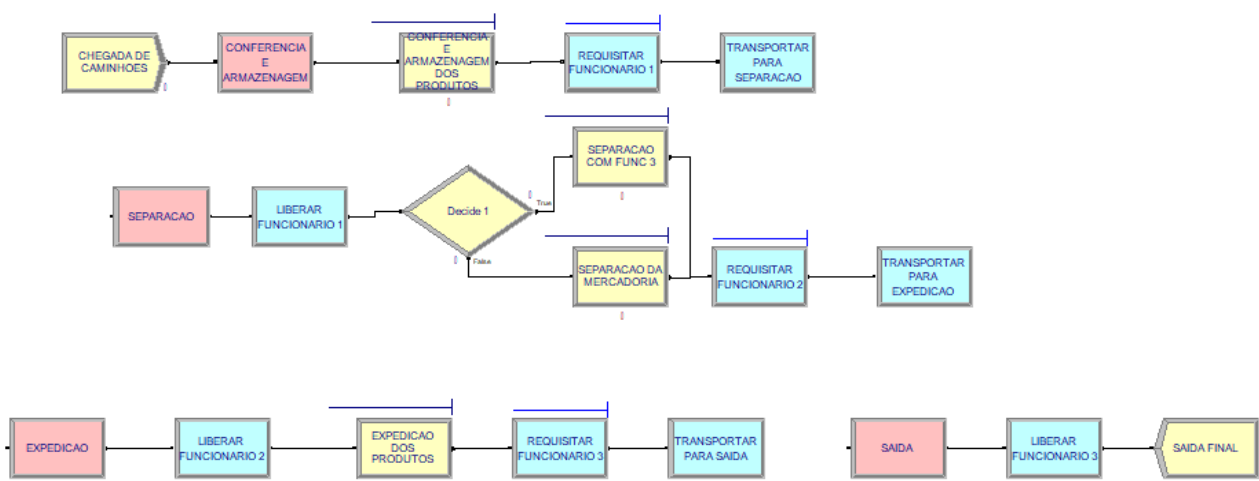 CHEGADA DE
CAMINHOES
CONFERENCIA
E
ARMAZENAGEM
CONFERENCIA
E
ARMAZENAGEM
DOS
PRODUTOS
REQUISITAR
FUNCIONARIO 1
TRANSPORTAR
PARA
SEPARACAO
SEPARACAO
LIBERAR
FUNCIONARIO 1
Decide 1
True
False
SEPARACAO
COM FUNC 3
SEPARACAO DA
MERCADORIA
REQUISITAR
FUNCIONARIO 2
TRANSPORTAR
PARA
EXPEDICAO
EXPEDICAO
LIBERAR
FUNCIONARIO 2
EXPEDICAO
DOS
PRODUTOS
REQUISITAR
FUNCIONARIO 3
TRANSPORTAR
PARA SAIDA
SAIDA
LIBERAR
FUNCIONARIO 3
SAIDA FINAL